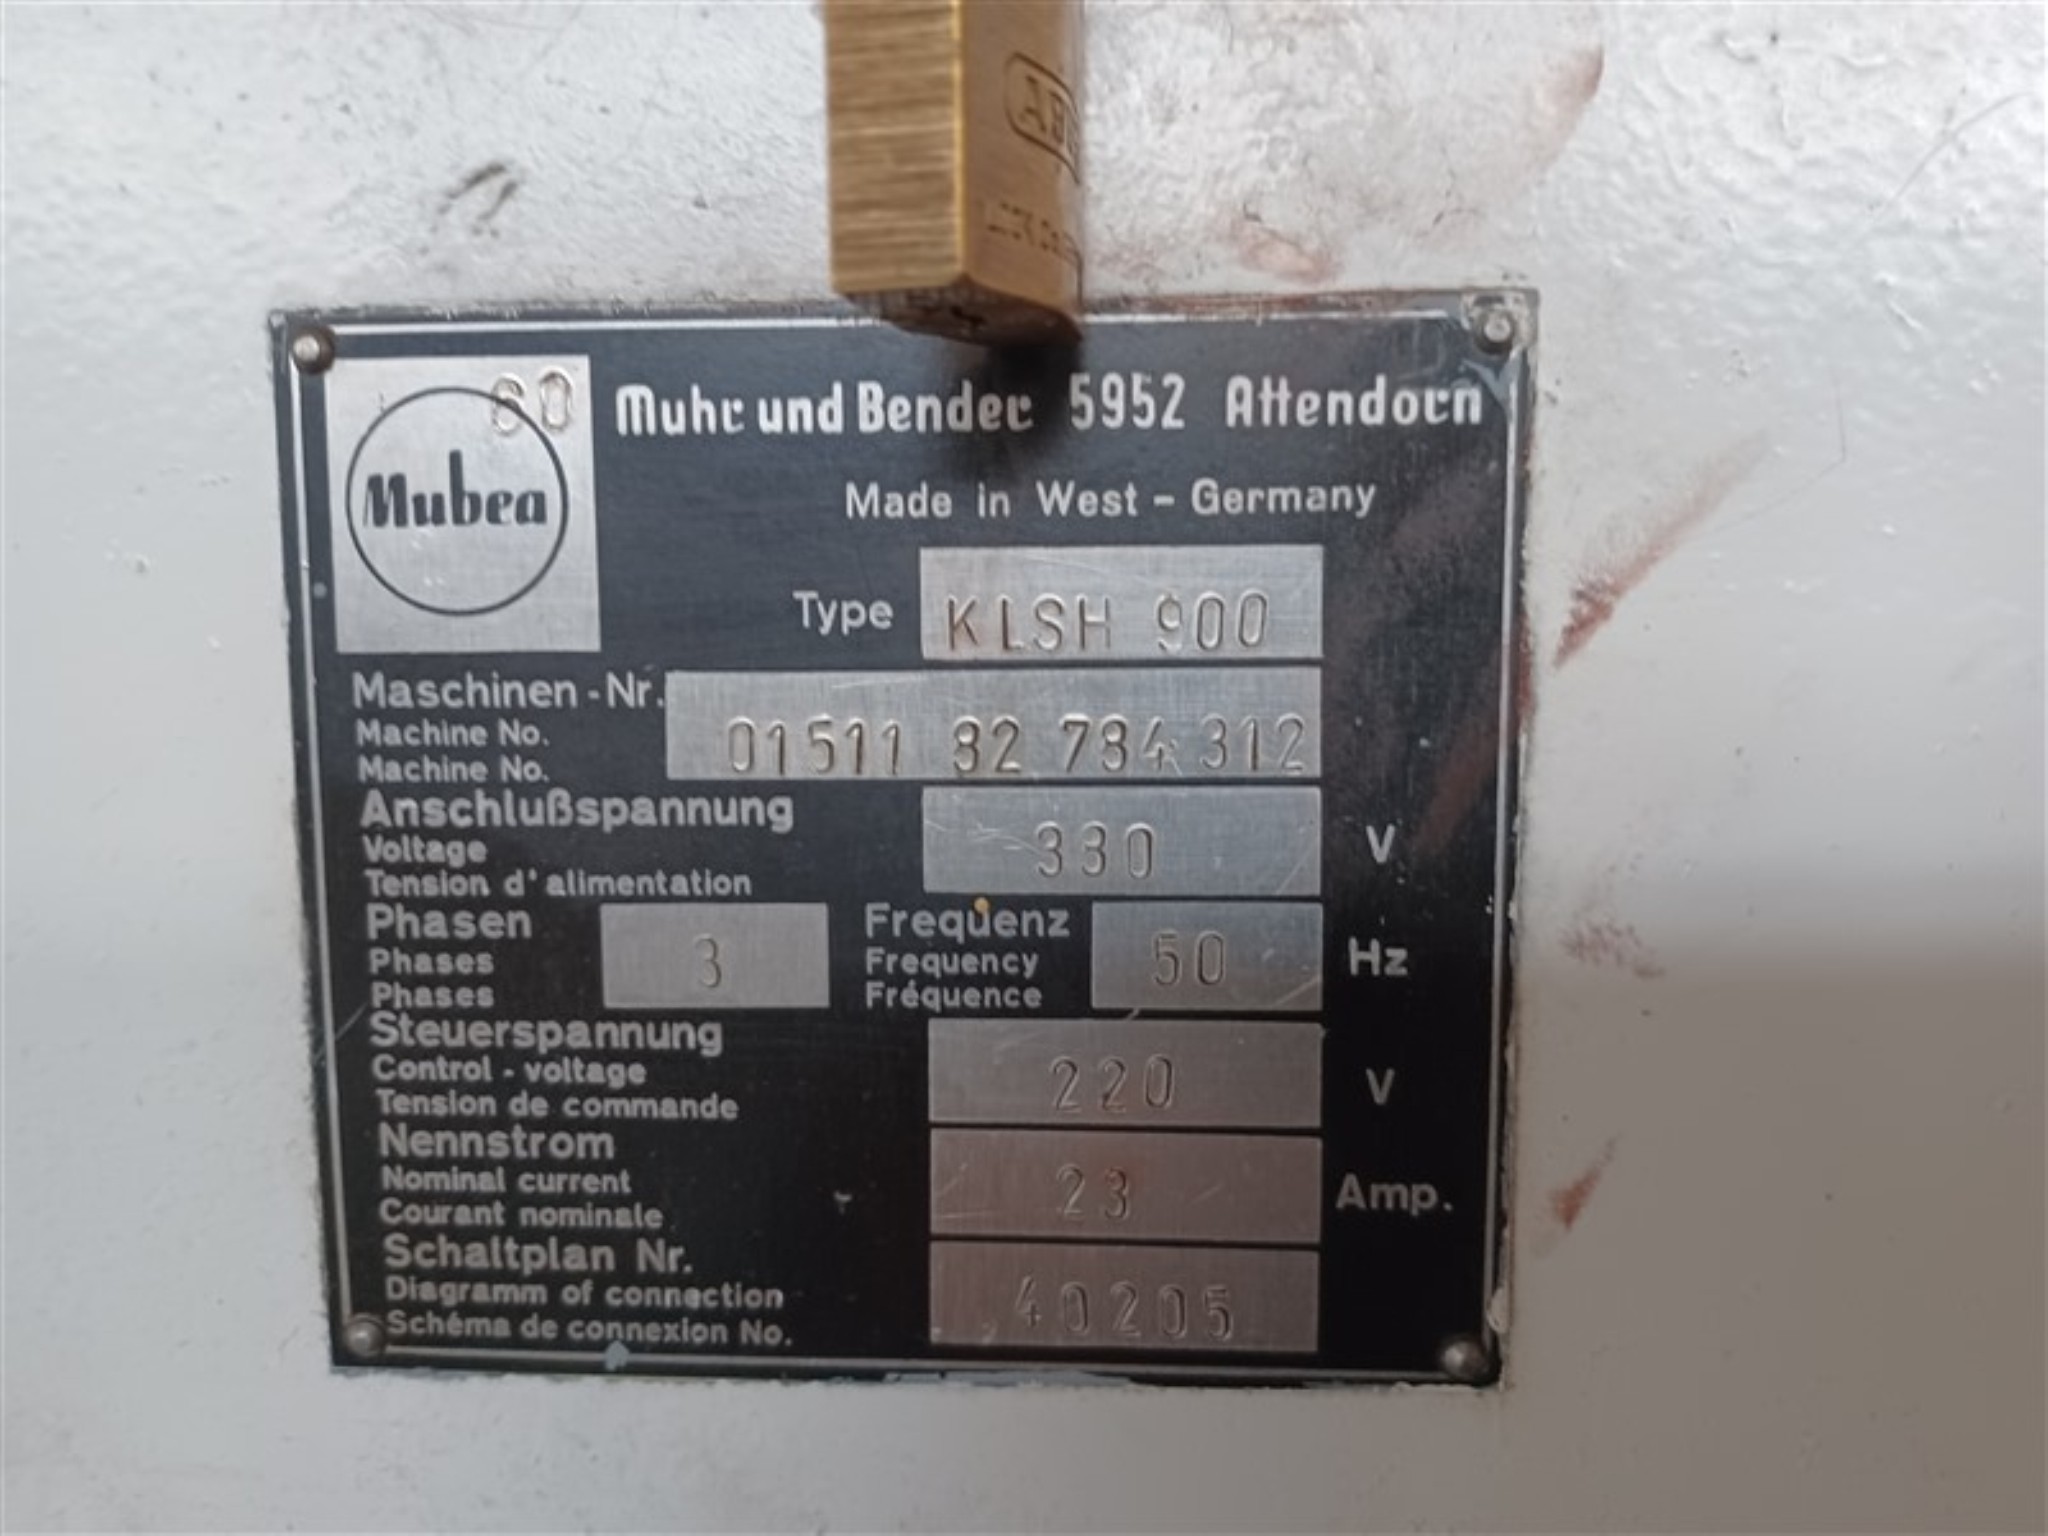 60
Mubea
Muhr und Bender 5952 Attendorn
Made in West - Germany
Type KLSH 900
Maschinen-Nr. 01511 82 784 312
Machine No.
Machine No.
Anschlußspannung 380 V
Voltage
Tension d'alimentation
Phasen 3 Frequenz 50 Hz
Phases Frequency
Phases Fréquence
Steuerspannung 220 V
Control - voltage
Tension de commande
Nennstrom 23 Amp.
Nominal current
Courant nominale
Schaltplan Nr. 40205
Diagramm of connection
Schéma de connexion No.